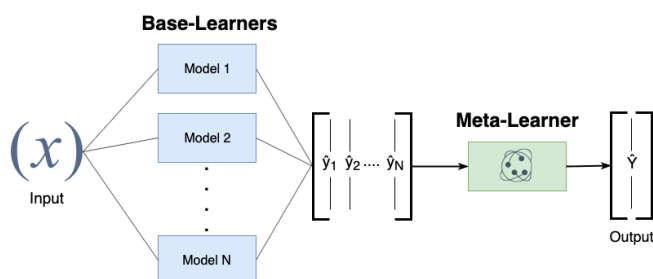 Base-Learners
Model 1
Model 2
Model N
(x)
Input
ŷ1 ŷ2 .... ŷN
Meta-Learner
Ŷ
Output